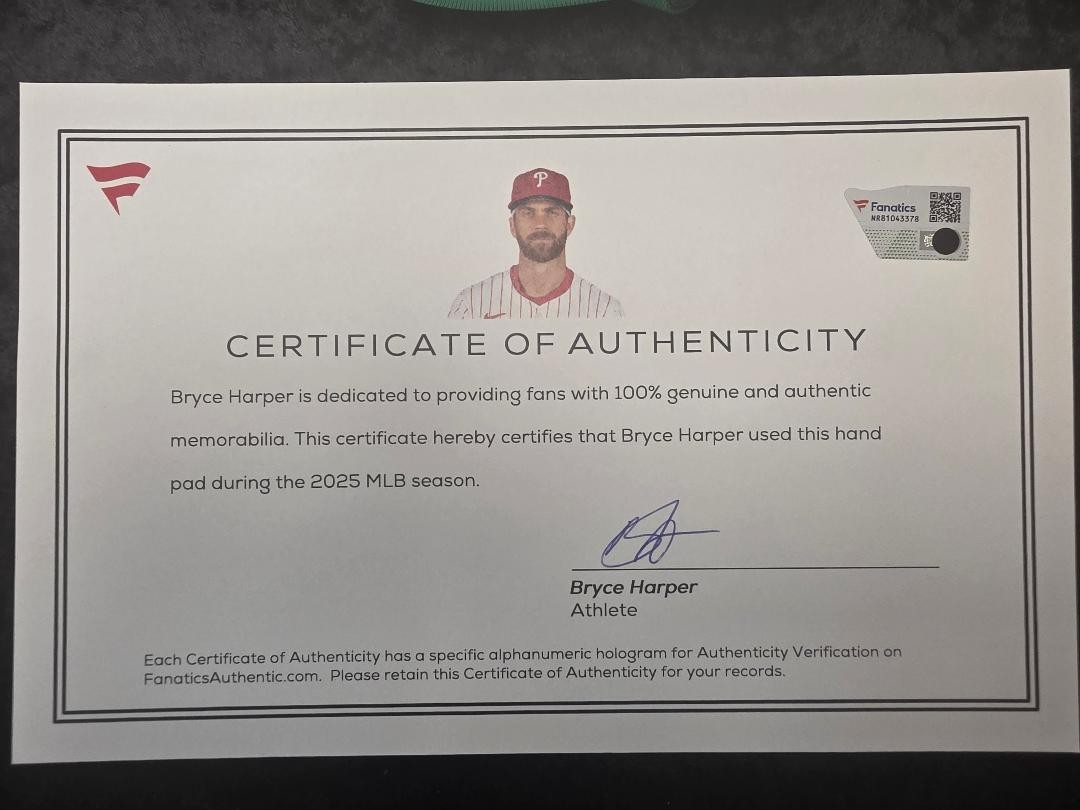 P
Fanatics
NR81043378
CERTIFICATE OF AUTHENTICITY
Bryce Harper is dedicated to providing fans with 100% genuine and authentic
memorabilia. This certificate hereby certifies that Bryce Harper used this hand
pad during the 2025 MLB season.
Bryce Harper
Athlete
Each Certificate of Authenticity has a specific alphanumeric hologram for Authenticity Verification on
FanaticsAuthentic.com. Please retain this Certificate of Authenticity for your records.